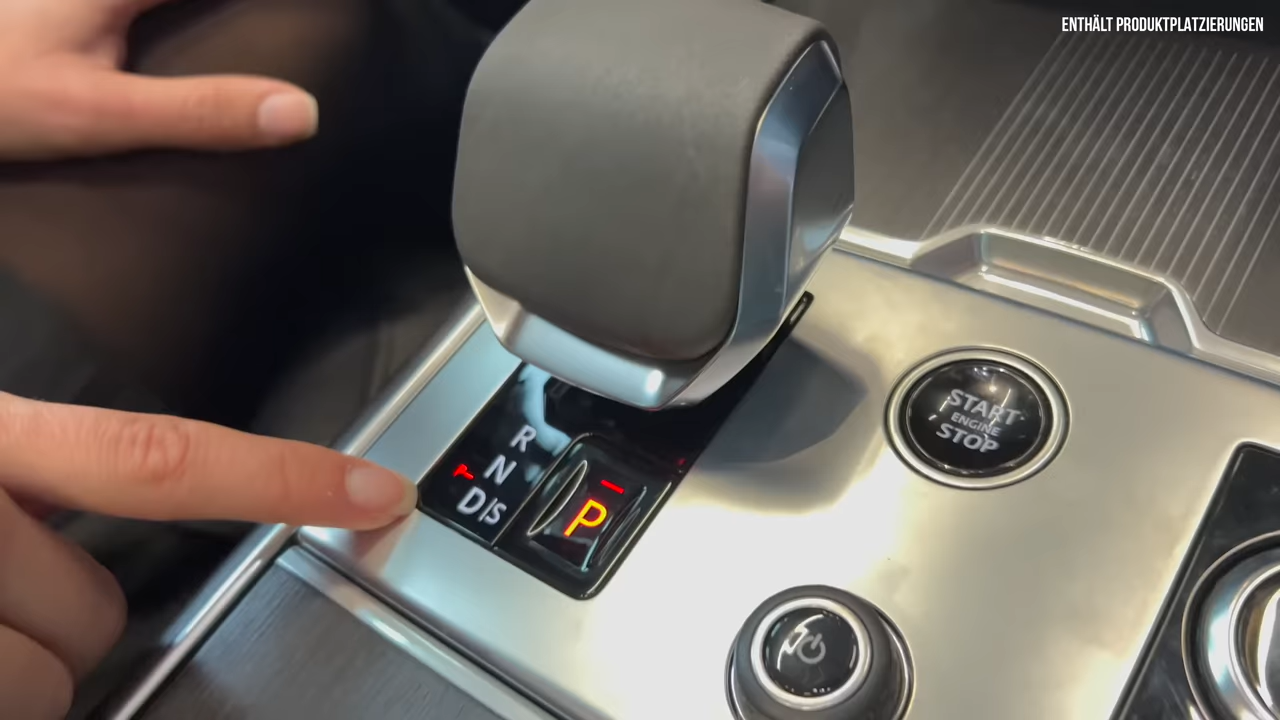 ENTHÄLT PRODUKTPLATZIERUNGEN
START
ENGINE
STOP
R
N
D/S
P